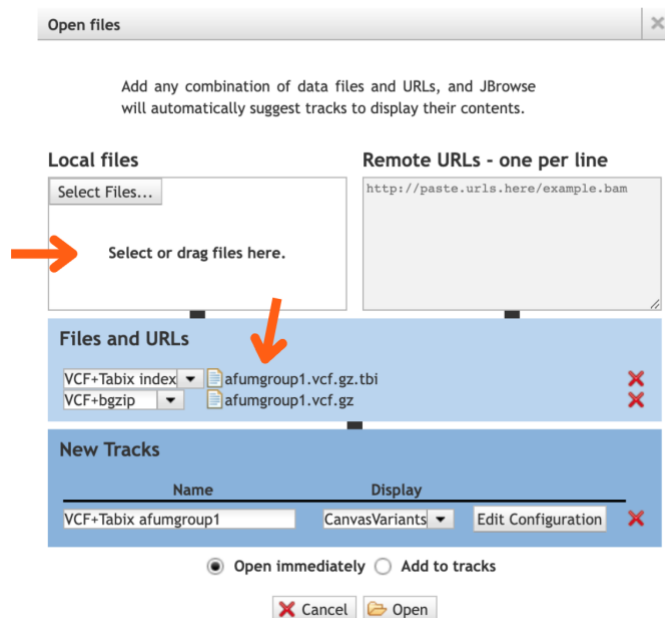 Open files
Add any combination of data files and URLs, and JBrowse
will automatically suggest tracks to display their contents.
Local files
Remote URLs - one per line
Select Files...
http://paste.urls.here/example.bam
Select or drag files here.
Files and URLs
VCF+Tabix index afumgroup1.vcf.gz.tbi
VCF+bgzip afumgroup1.vcf.gz
New Tracks
Name Display
VCF+Tabix afumgroup1 CanvasVariants Edit Configuration
Open immediately Add to tracks
Cancel Open